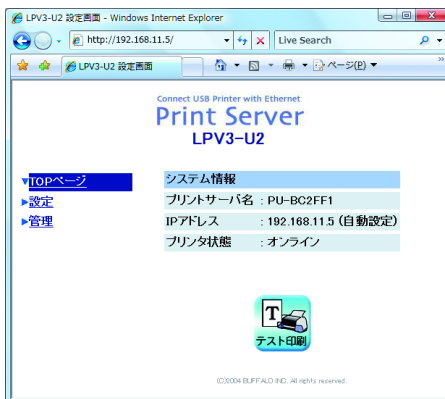 LPV3-U2 設定画面 - Windows Internet Explorer
http://192.168.11.5/
Live Search
LPV3-U2 設定画面
ページ(P)
Connect USB Printer with Ethernet
Print Server
LPV3-U2
TOPページ
設定
管理
システム情報
プリントサーバ名 : PU-BC2FF1
IPアドレス : 192.168.11.5 (自動設定)
プリンタ状態 : オンライン
T
テスト印刷
(C)2004 BUFFALO INC. All rights reserved.